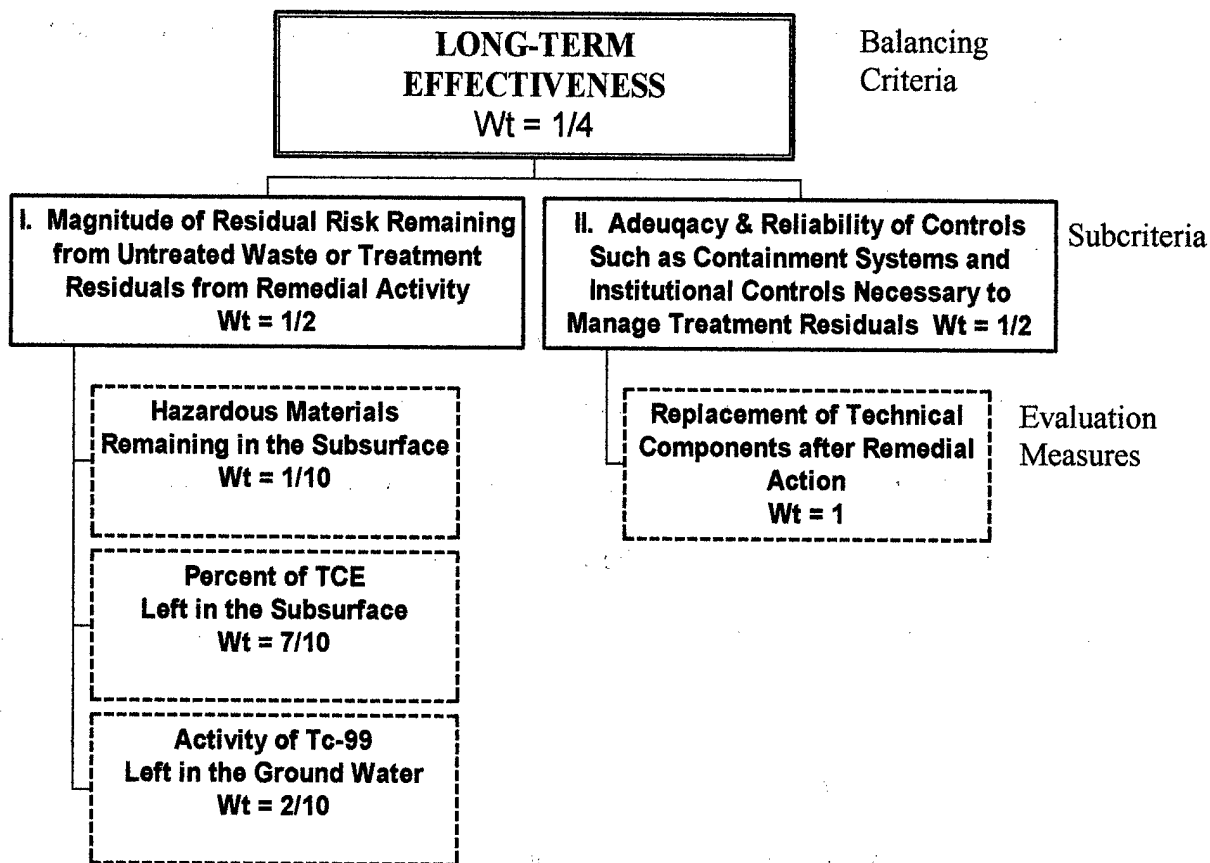 LONG-TERM
EFFECTIVENESS
Wt = 1/4
Balancing
Criteria
I. Magnitude of Residual Risk Remaining
from Untreated Waste or Treatment
Residuals from Remedial Activity
Wt = 1/2
II. Adeuqacy & Reliability of Controls
Such as Containment Systems and
Institutional Controls Necessary to
Manage Treatment Residuals Wt = 1/2
Subcriteria
Hazardous Materials
Remaining in the Subsurface
Wt = 1/10
Replacement of Technical
Components after Remedial
Action
Wt = 1
Evaluation
Measures
Percent of TCE
Left in the Subsurface
Wt = 7/10
Activity of Tc-99
Left in the Ground Water
Wt = 2/10